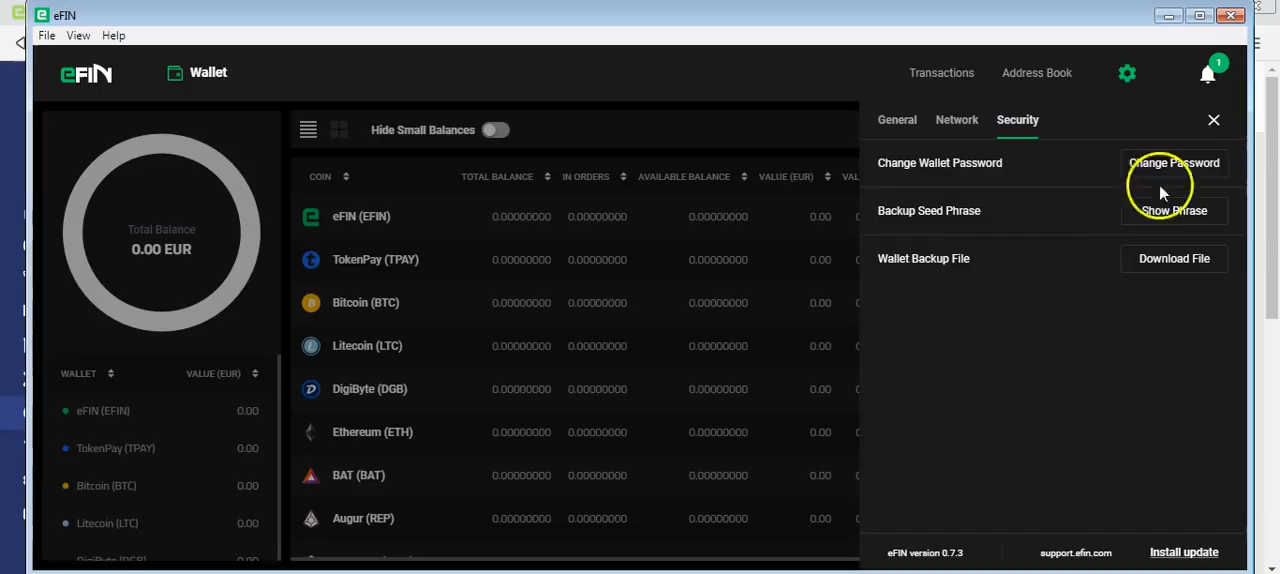 eFIN
File View Help
eFIN Wallet Transactions Address Book 1
General Network Security
Hide Small Balances
Change Wallet Password Change Password
COIN TOTAL BALANCE IN ORDERS AVAILABLE BALANCE VALUE (EUR)
Backup Seed Phrase Show Phrase
eFIN (EFIN) 0.00000000 0.00000000 0.00000000 0.00
Total Balance
0.00 EUR
TokenPay (TPAY) 0.00000000 0.00000000 0.00000000 0.00
Wallet Backup File Download File
Bitcoin (BTC) 0.00000000 0.00000000 0.00000000 0.00
Litecoin (LTC) 0.00000000 0.00000000 0.00000000 0.00
WALLET VALUE (EUR)
DigiByte (DGB) 0.00000000 0.00000000 0.00000000 0.00
eFIN (EFIN) 0.00
Ethereum (ETH) 0.00000000 0.00000000 0.00000000 0.00
TokenPay (TPAY) 0.00
BAT (BAT) 0.00000000 0.00000000 0.00000000 0.00
Bitcoin (BTC) 0.00
Augur (REP) 0.00000000 0.00000000 0.00000000 0.00
Litecoin (LTC) 0.00
DigiByte (DGB) 0.00
eFIN version 0.7.3 support.efin.com Install update